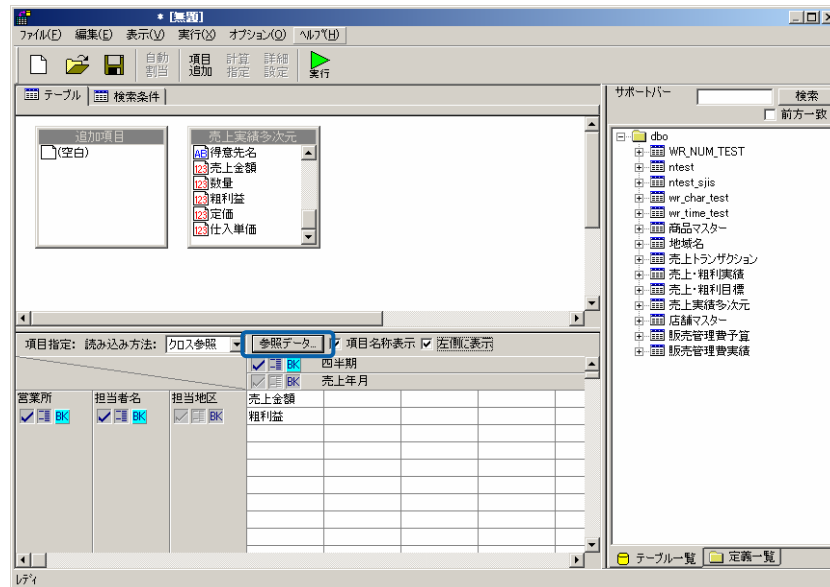 * [無題]
ファイル(F) 編集(E) 表示(V) 実行(X) オプション(O) ヘルプ(H)
自動割当 項目追加 計算指定 詳細設定 実行
テーブル 検索条件
追加項目
(空白)
売上実績多次元
AB 得意先名
123 売上金額
123 数量
123 粗利益
123 定価
123 仕入単価
項目指定: 読み込み方法: クロス参照 参照データ... 項目名称表示 左側に表示
BK 四半期
BK 売上年月
営業所 担当者名 担当地区 売上金額
BK BK BK 粗利益
レディ
サポートバー 検索
前方一致
dbo
WR_NUM_TEST
ntest
ntest_sjis
wr_char_test
wr_time_test
商品マスター
地域名
売上トランザクション
売上・粗利実績
売上・粗利目標
売上実績多次元
店舗マスター
販売管理費予算
販売管理費実績
テーブル一覧 定義一覧